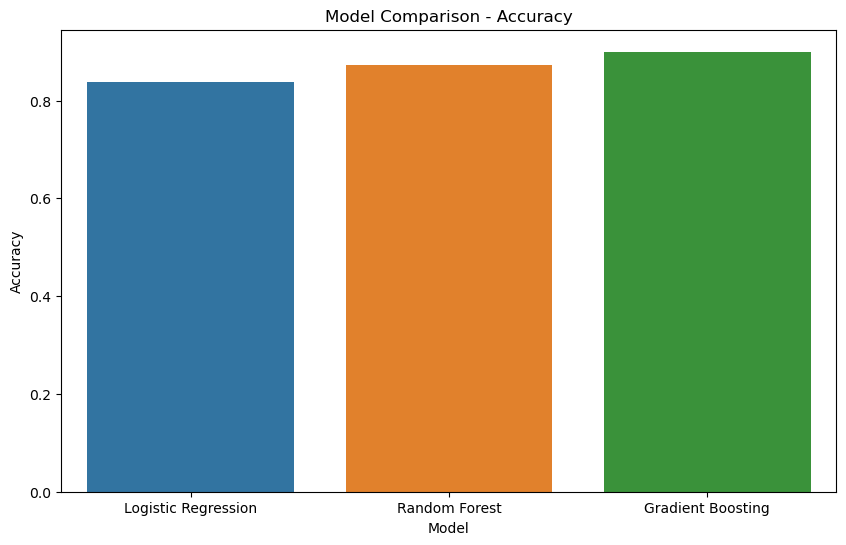 Model Comparison - Accuracy
Accuracy
0.8
0.6
0.4
0.2
0.0
Logistic Regression
Random Forest
Gradient Boosting
Model